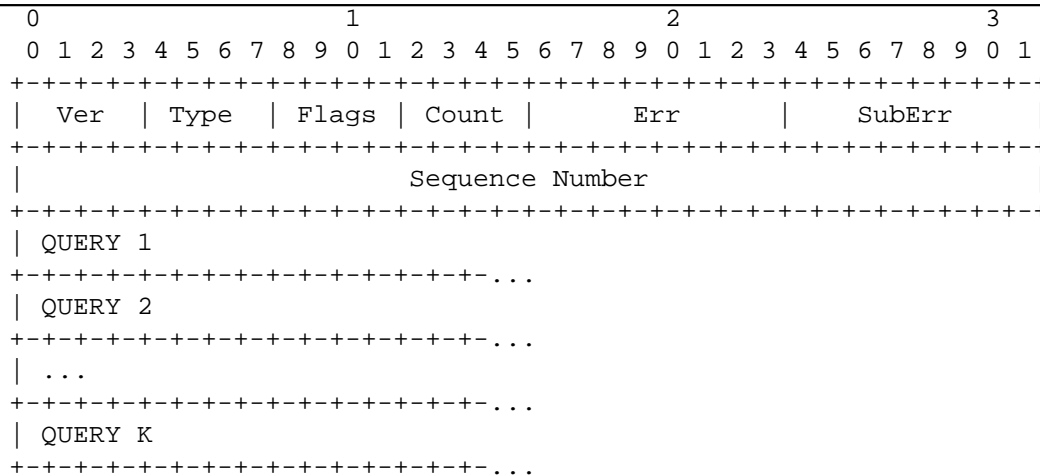 0                   1                   2                   3
 0 1 2 3 4 5 6 7 8 9 0 1 2 3 4 5 6 7 8 9 0 1 2 3 4 5 6 7 8 9 0 1
+-+-+-+-+-+-+-+-+-+-+-+-+-+-+-+-+-+-+-+-+-+-+-+-+-+-+-+-+-+-+-+-+
|  Ver  | Type  | Flags | Count |      Err      |    SubErr     |
+-+-+-+-+-+-+-+-+-+-+-+-+-+-+-+-+-+-+-+-+-+-+-+-+-+-+-+-+-+-+-+-+
|                        Sequence Number                        |
+-+-+-+-+-+-+-+-+-+-+-+-+-+-+-+-+-+-+-+-+-+-+-+-+-+-+-+-+-+-+-+-+
| QUERY 1
+-+-+-+-+-+-+-+-+-+-+-+-+-+-+-...
| QUERY 2
+-+-+-+-+-+-+-+-+-+-+-+-+-+-+-...
| ...
+-+-+-+-+-+-+-+-+-+-+-+-+-+-+-...
| QUERY K
+-+-+-+-+-+-+-+-+-+-+-+-+-+-+-...